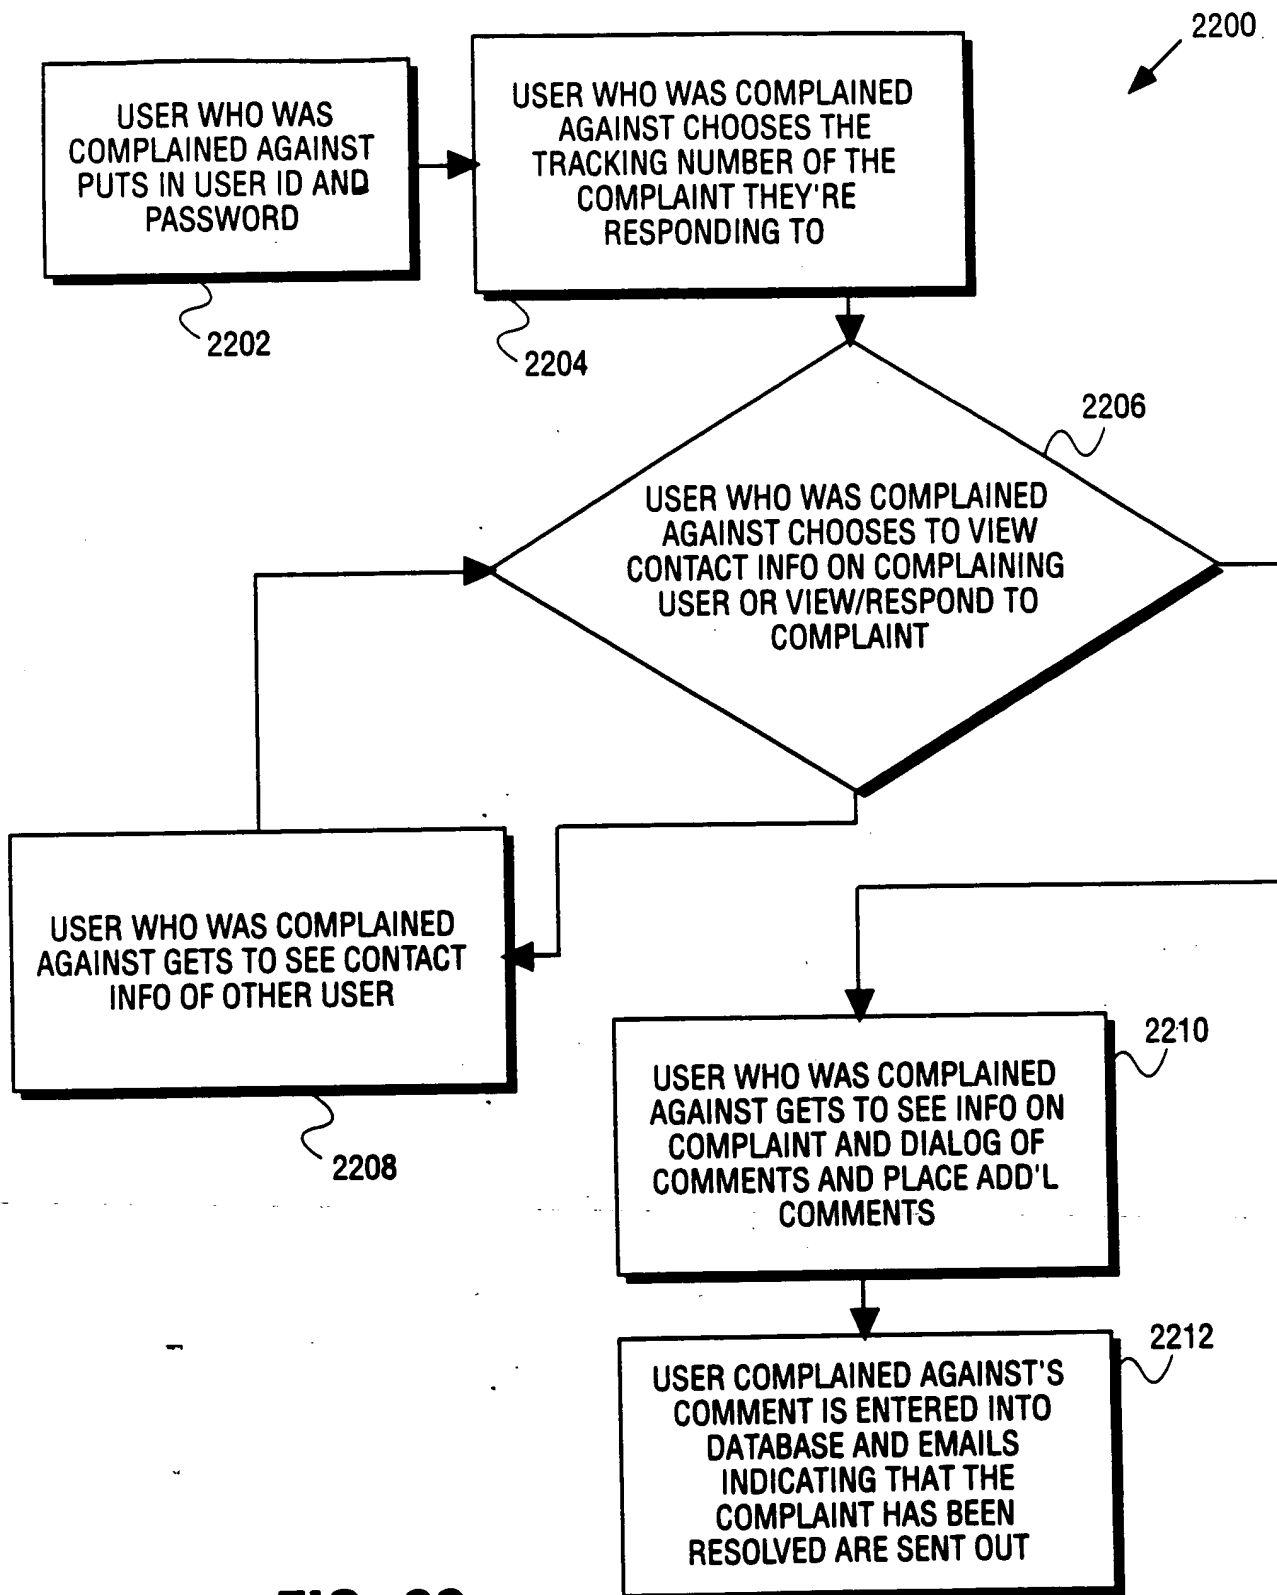 2200
USER WHO WAS
COMPLAINED AGAINST
PUTS IN USER ID AND
PASSWORD
2202
USER WHO WAS COMPLAINED
AGAINST CHOOSES THE
TRACKING NUMBER OF THE
COMPLAINT THEY'RE
RESPONDING TO
2204
2206
USER WHO WAS COMPLAINED
AGAINST CHOOSES TO VIEW
CONTACT INFO ON COMPLAINING
USER OR VIEW/RESPOND TO
COMPLAINT
USER WHO WAS COMPLAINED
AGAINST GETS TO SEE CONTACT
INFO OF OTHER USER
2208
2210
USER WHO WAS COMPLAINED
AGAINST GETS TO SEE INFO ON
COMPLAINT AND DIALOG OF
COMMENTS AND PLACE ADD'L
COMMENTS
2212
USER COMPLAINED AGAINST'S
COMMENT IS ENTERED INTO
DATABASE AND EMAILS
INDICATING THAT THE
COMPLAINT HAS BEEN
RESOLVED ARE SENT OUT